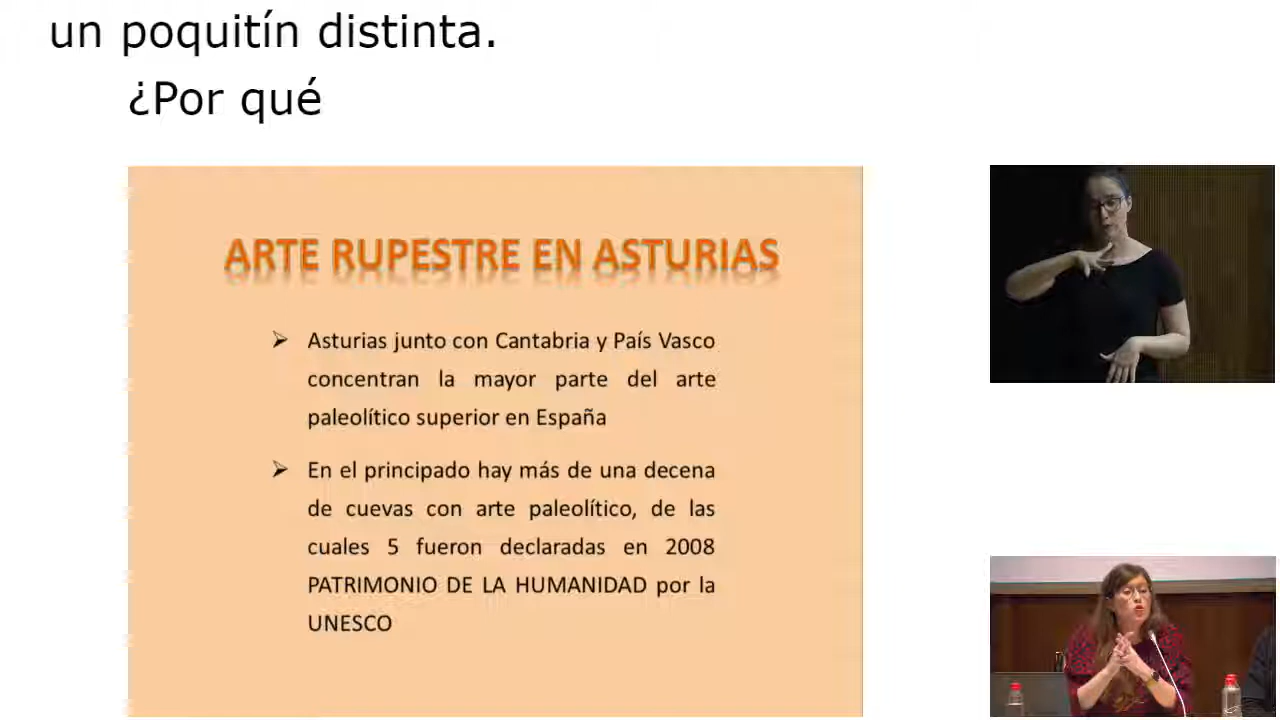 un poquitín distinta.
¿Por qué
ARTE RUPESTRE EN ASTURIAS
➢ Asturias junto con Cantabria y País Vasco
concentran la mayor parte del arte
paleolítico superior en España
➢ En el principado hay más de una decena
de cuevas con arte paleolítico, de las
cuales 5 fueron declaradas en 2008
PATRIMONIO DE LA HUMANIDAD por la
UNESCO